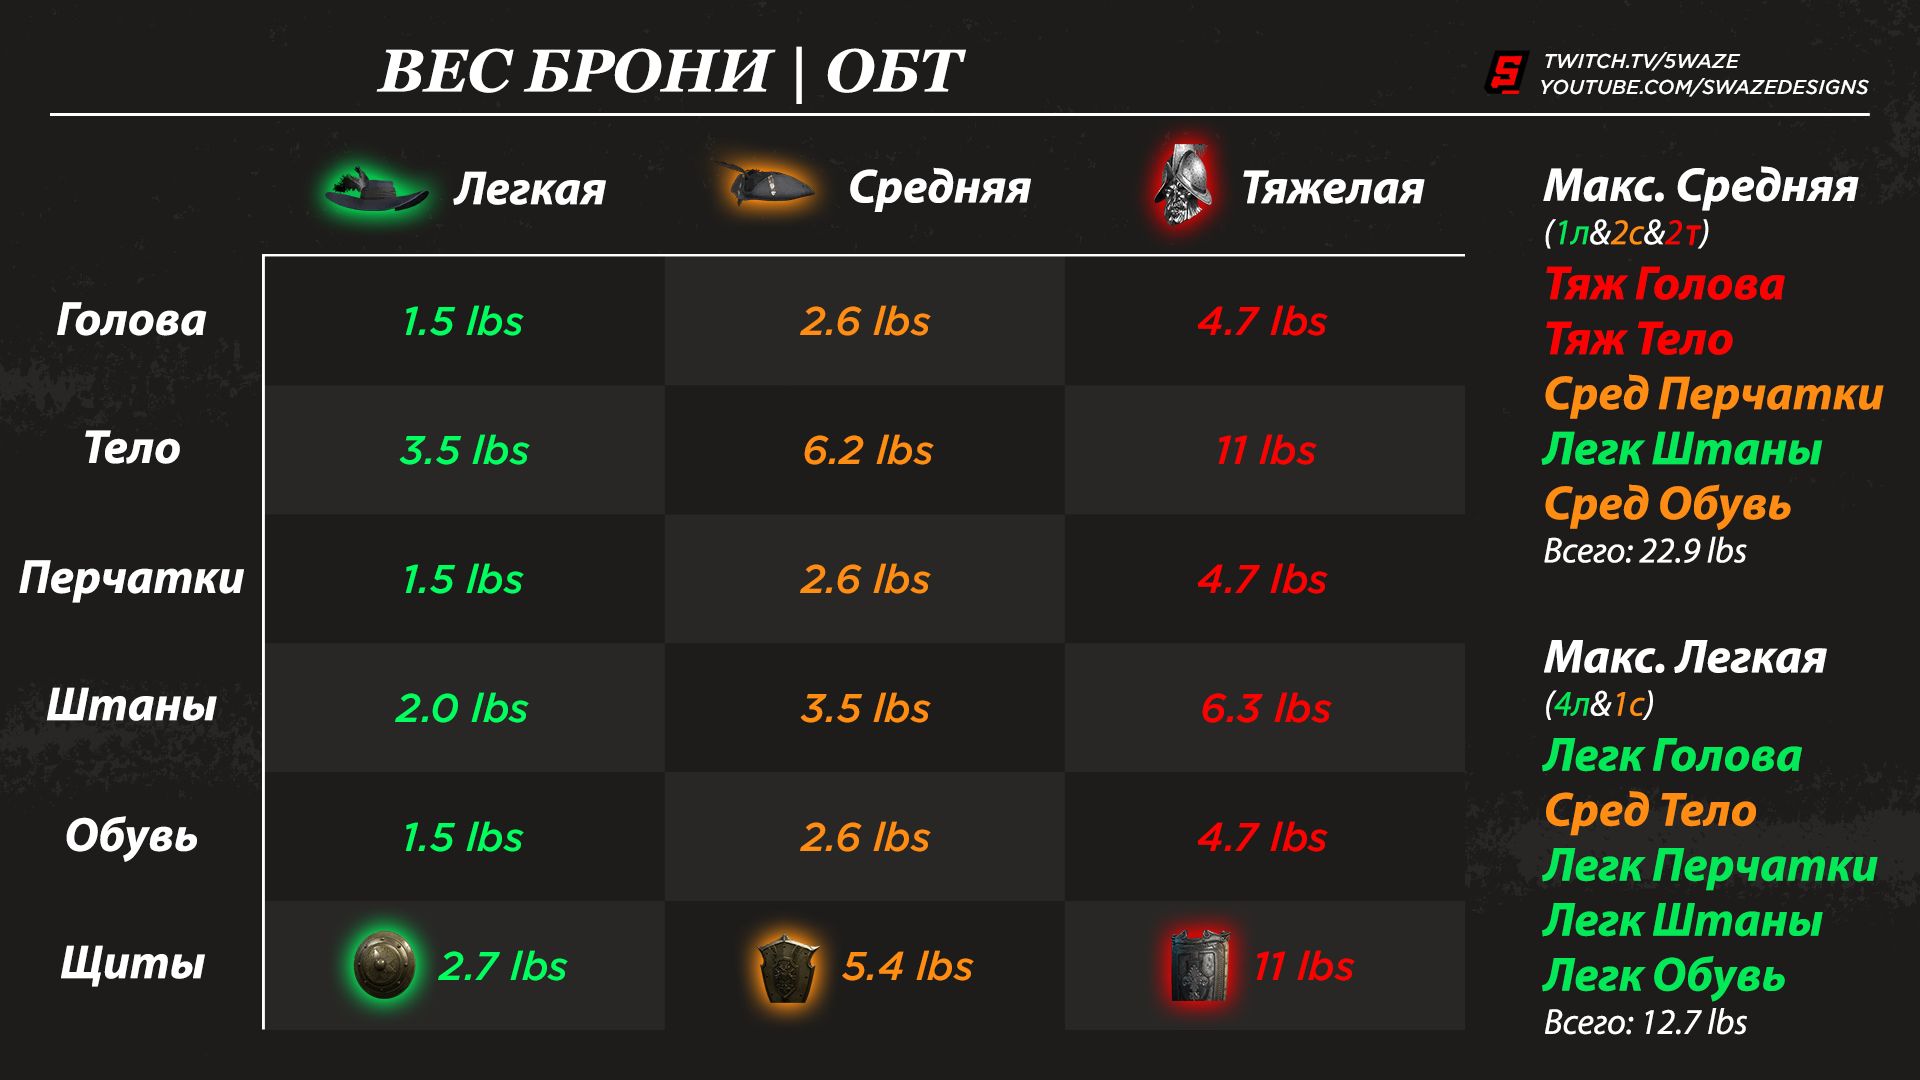 ВЕС БРОНИ | ОБТ
TWITCH.TV/5WAZE
YOUTUBE.COM/SWAZEDESIGNS
Легкая Средняя Тяжелая
Голова 1.5 lbs 2.6 lbs 4.7 lbs
Тело 3.5 lbs 6.2 lbs 11 lbs
Перчатки 1.5 lbs 2.6 lbs 4.7 lbs
Штаны 2.0 lbs 3.5 lbs 6.3 lbs
Обувь 1.5 lbs 2.6 lbs 4.7 lbs
Щиты 2.7 lbs 5.4 lbs 11 lbs
Макс. Средняя
(1л&2с&2т)
Тяж Голова
Тяж Тело
Сред Перчатки
Легк Штаны
Сред Обувь
Всего: 22.9 lbs
Макс. Легкая
(4л&1с)
Легк Голова
Сред Тело
Легк Перчатки
Легк Штаны
Легк Обувь
Всего: 12.7 lbs